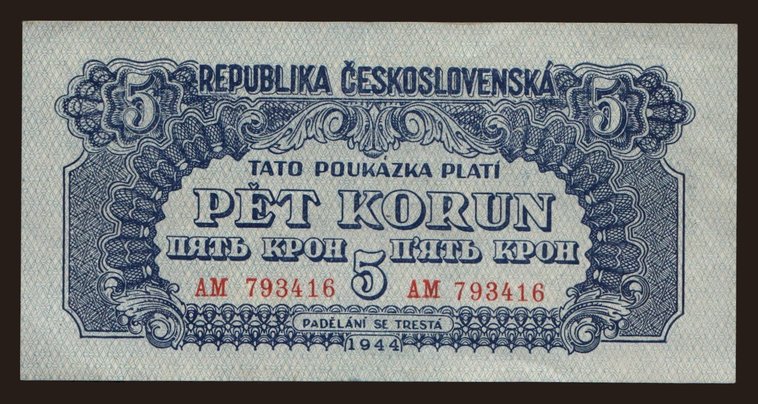 5 REPUBLIKA ČESKOSLOVENSKÁ 5
TATO POUKÁZKA PLATÍ
PĚT KORUN
ПЯТЬ КРОН П'ЯТЬ КРОН
AM 793416 5 AM 793416
PADĚLÁNÍ SE TRESTÁ
1944